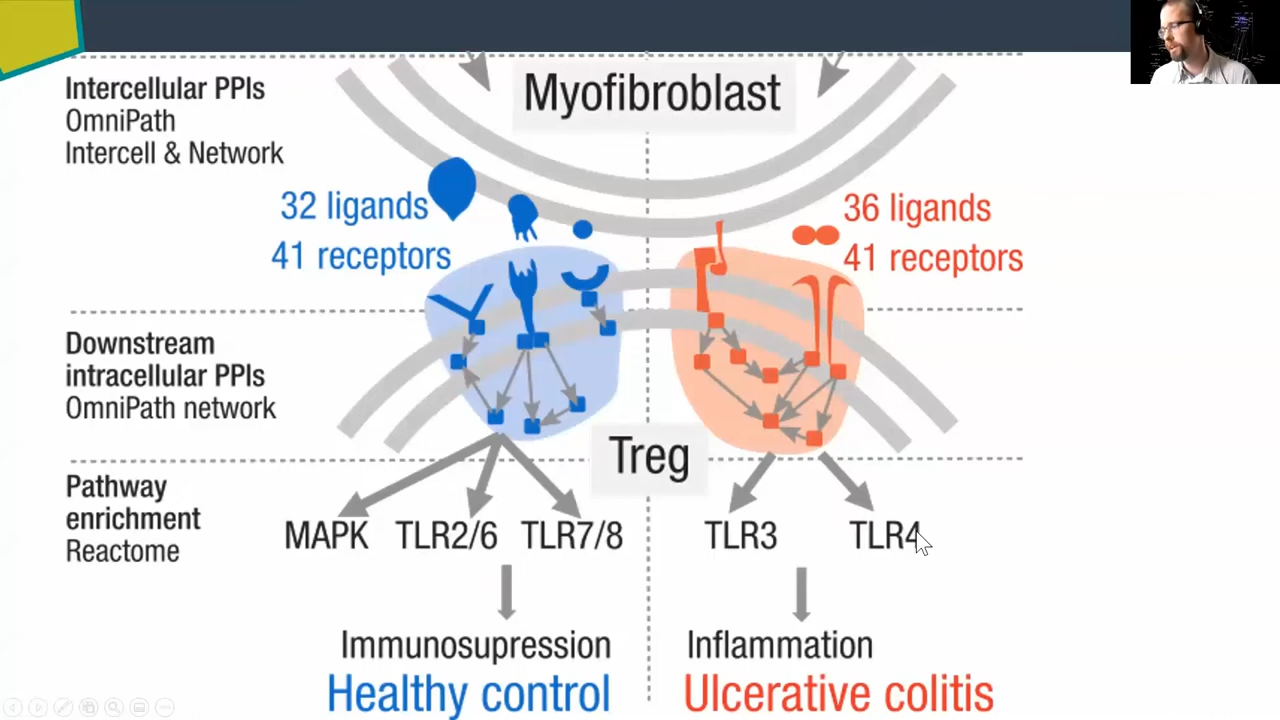 Intercellular PPIs
OmniPath
Intercell & Network
Myofibroblast
32 ligands
41 receptors
36 ligands
41 receptors
Downstream
intracellular PPIs
OmniPath network
Treg
Pathway
enrichment
Reactome
MAPK TLR2/6 TLR7/8 TLR3 TLR4
Immunosupression
Healthy control
Inflammation
Ulcerative colitis